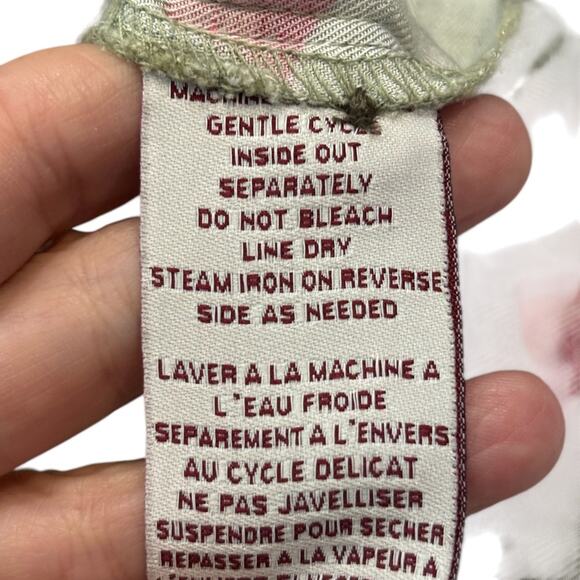 MACHINE
GENTLE CYCLE
INSIDE OUT
SEPARATELY
DO NOT BLEACH
LINE DRY
STEAM IRON ON REVERSE
SIDE AS NEEDED
LAVER A LA MACHINE A
L'EAU FROIDE
SEPAREMENT A L'ENVERS
AU CYCLE DELICAT
NE PAS JAVELLISER
SUSPENDRE POUR SECHER
REPASSER A LA VAPEUR A